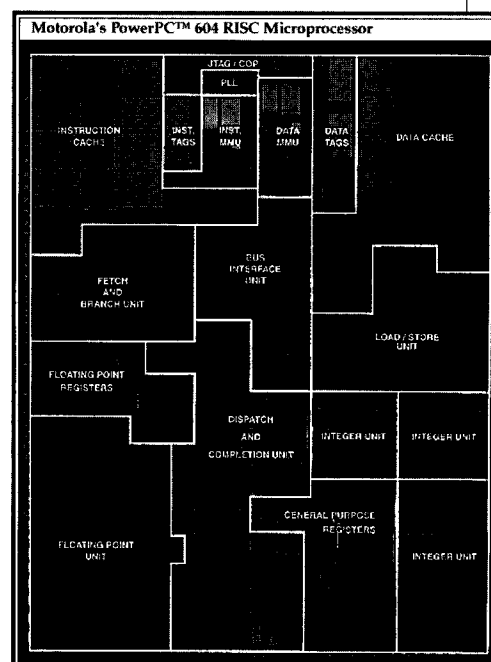 Motorola's PowerPC™ 604 RISC Microprocessor
JTAG / COP
PLL
INSTRUCTION
CACHE
INST.
TAGS
INST.
MMU
DATA
MMU
DATA
TAGS
DATA CACHE
BUS
INTERFACE
UNIT
FETCH
AND
BRANCH UNIT
LOAD / STORE
UNIT
FLOATING POINT
REGISTERS
DISPATCH
AND
COMPLETION UNIT
INTEGER UNIT
INTEGER UNIT
GENERAL PURPOSE
REGISTERS
FLOATING POINT
UNIT
INTEGER UNIT